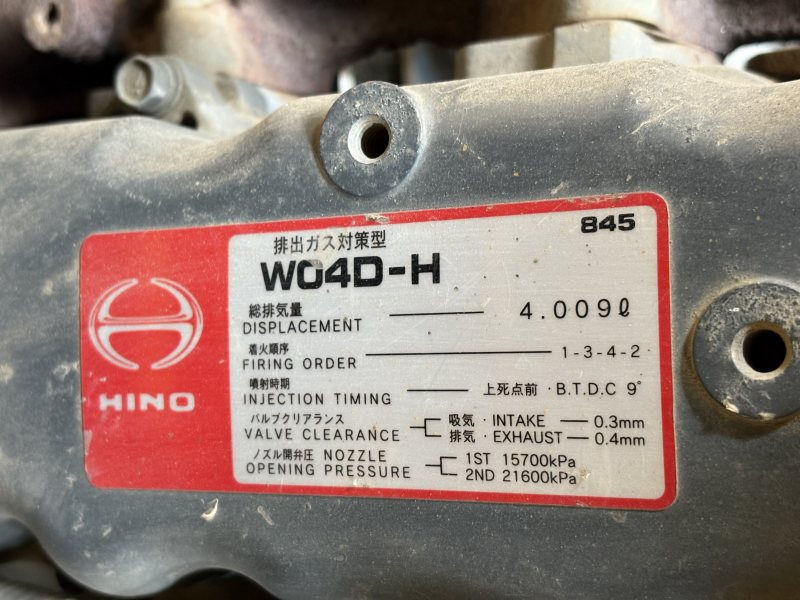 845
排出ガス対策型
W04D-H
総排気量
DISPLACEMENT 4.009ℓ
着火順序
FIRING ORDER 1-3-4-2
噴射時期
INJECTION TIMING 上死点前・B.T.D.C 9°
バルブクリアランス 吸気・INTAKE 0.3mm
VALVE CLEARANCE 排気・EXHAUST 0.4mm
ノズル開弁圧 NOZZLE 1ST 15700kPa
OPENING PRESSURE 2ND 21600kPa
HINO